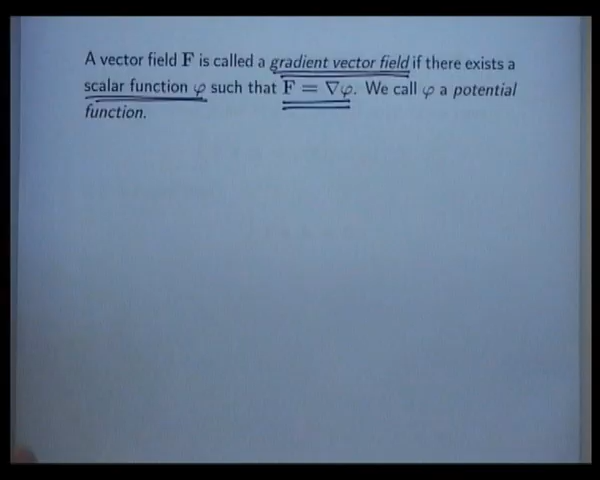 A vector field F is called a gradient vector field if there exists a
scalar function φ such that F = ∇φ. We call φ a potential
function.